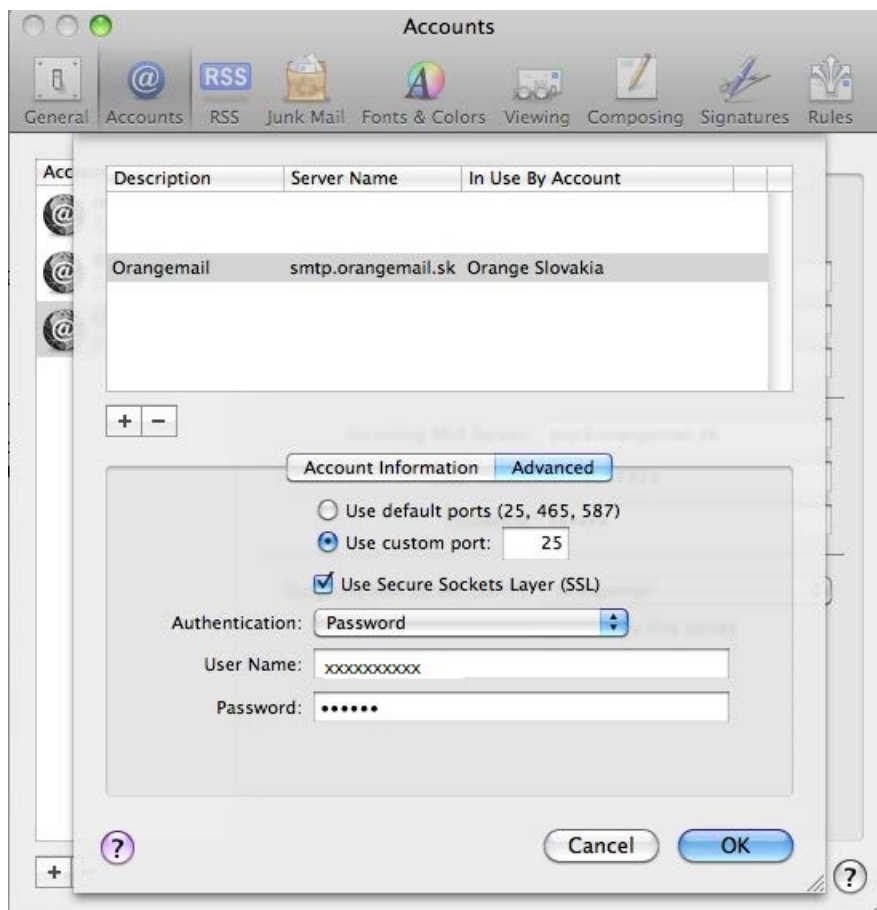 Accounts
RSS
General Accounts RSS Junk Mail Fonts & Colors Viewing Composing Signatures Rules
Acc
Description Server Name In Use By Account
Orangemail smtp.orangemail.sk Orange Slovakia
+ −
Account Information Advanced
Use default ports (25, 465, 587)
Use custom port: 25
Use Secure Sockets Layer (SSL)
Authentication: Password
User Name: xxxxxxxxxx
Password: ••••••
? Cancel OK
+ ?